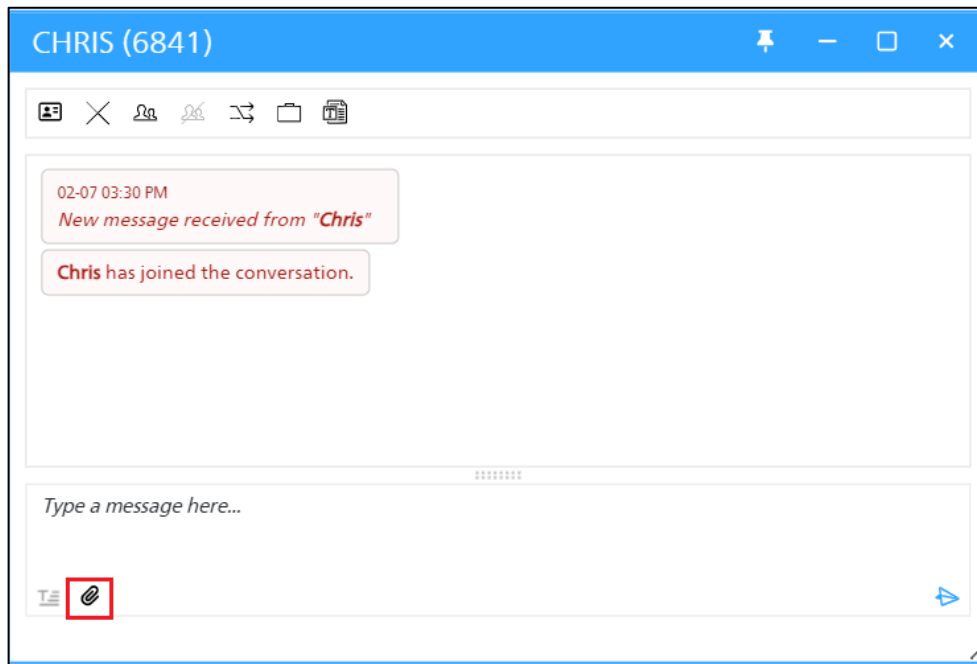 CHRIS (6841)
02-07 03:30 PM
New message received from "Chris"
Chris has joined the conversation.
Type a message here...